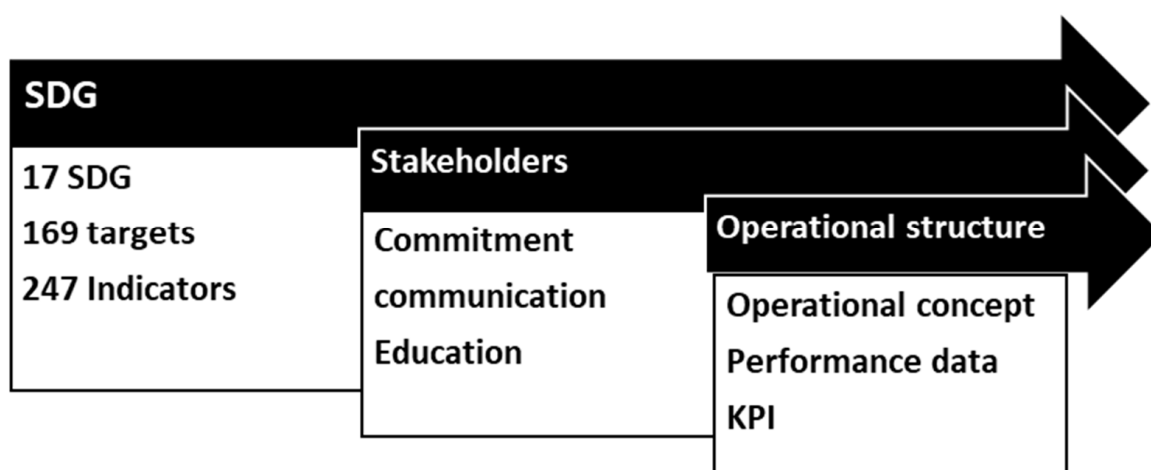 SDG
17 SDG
169 targets
247 Indicators
Stakeholders
Commitment
communication
Education
Operational structure
Operational concept
Performance data
KPI